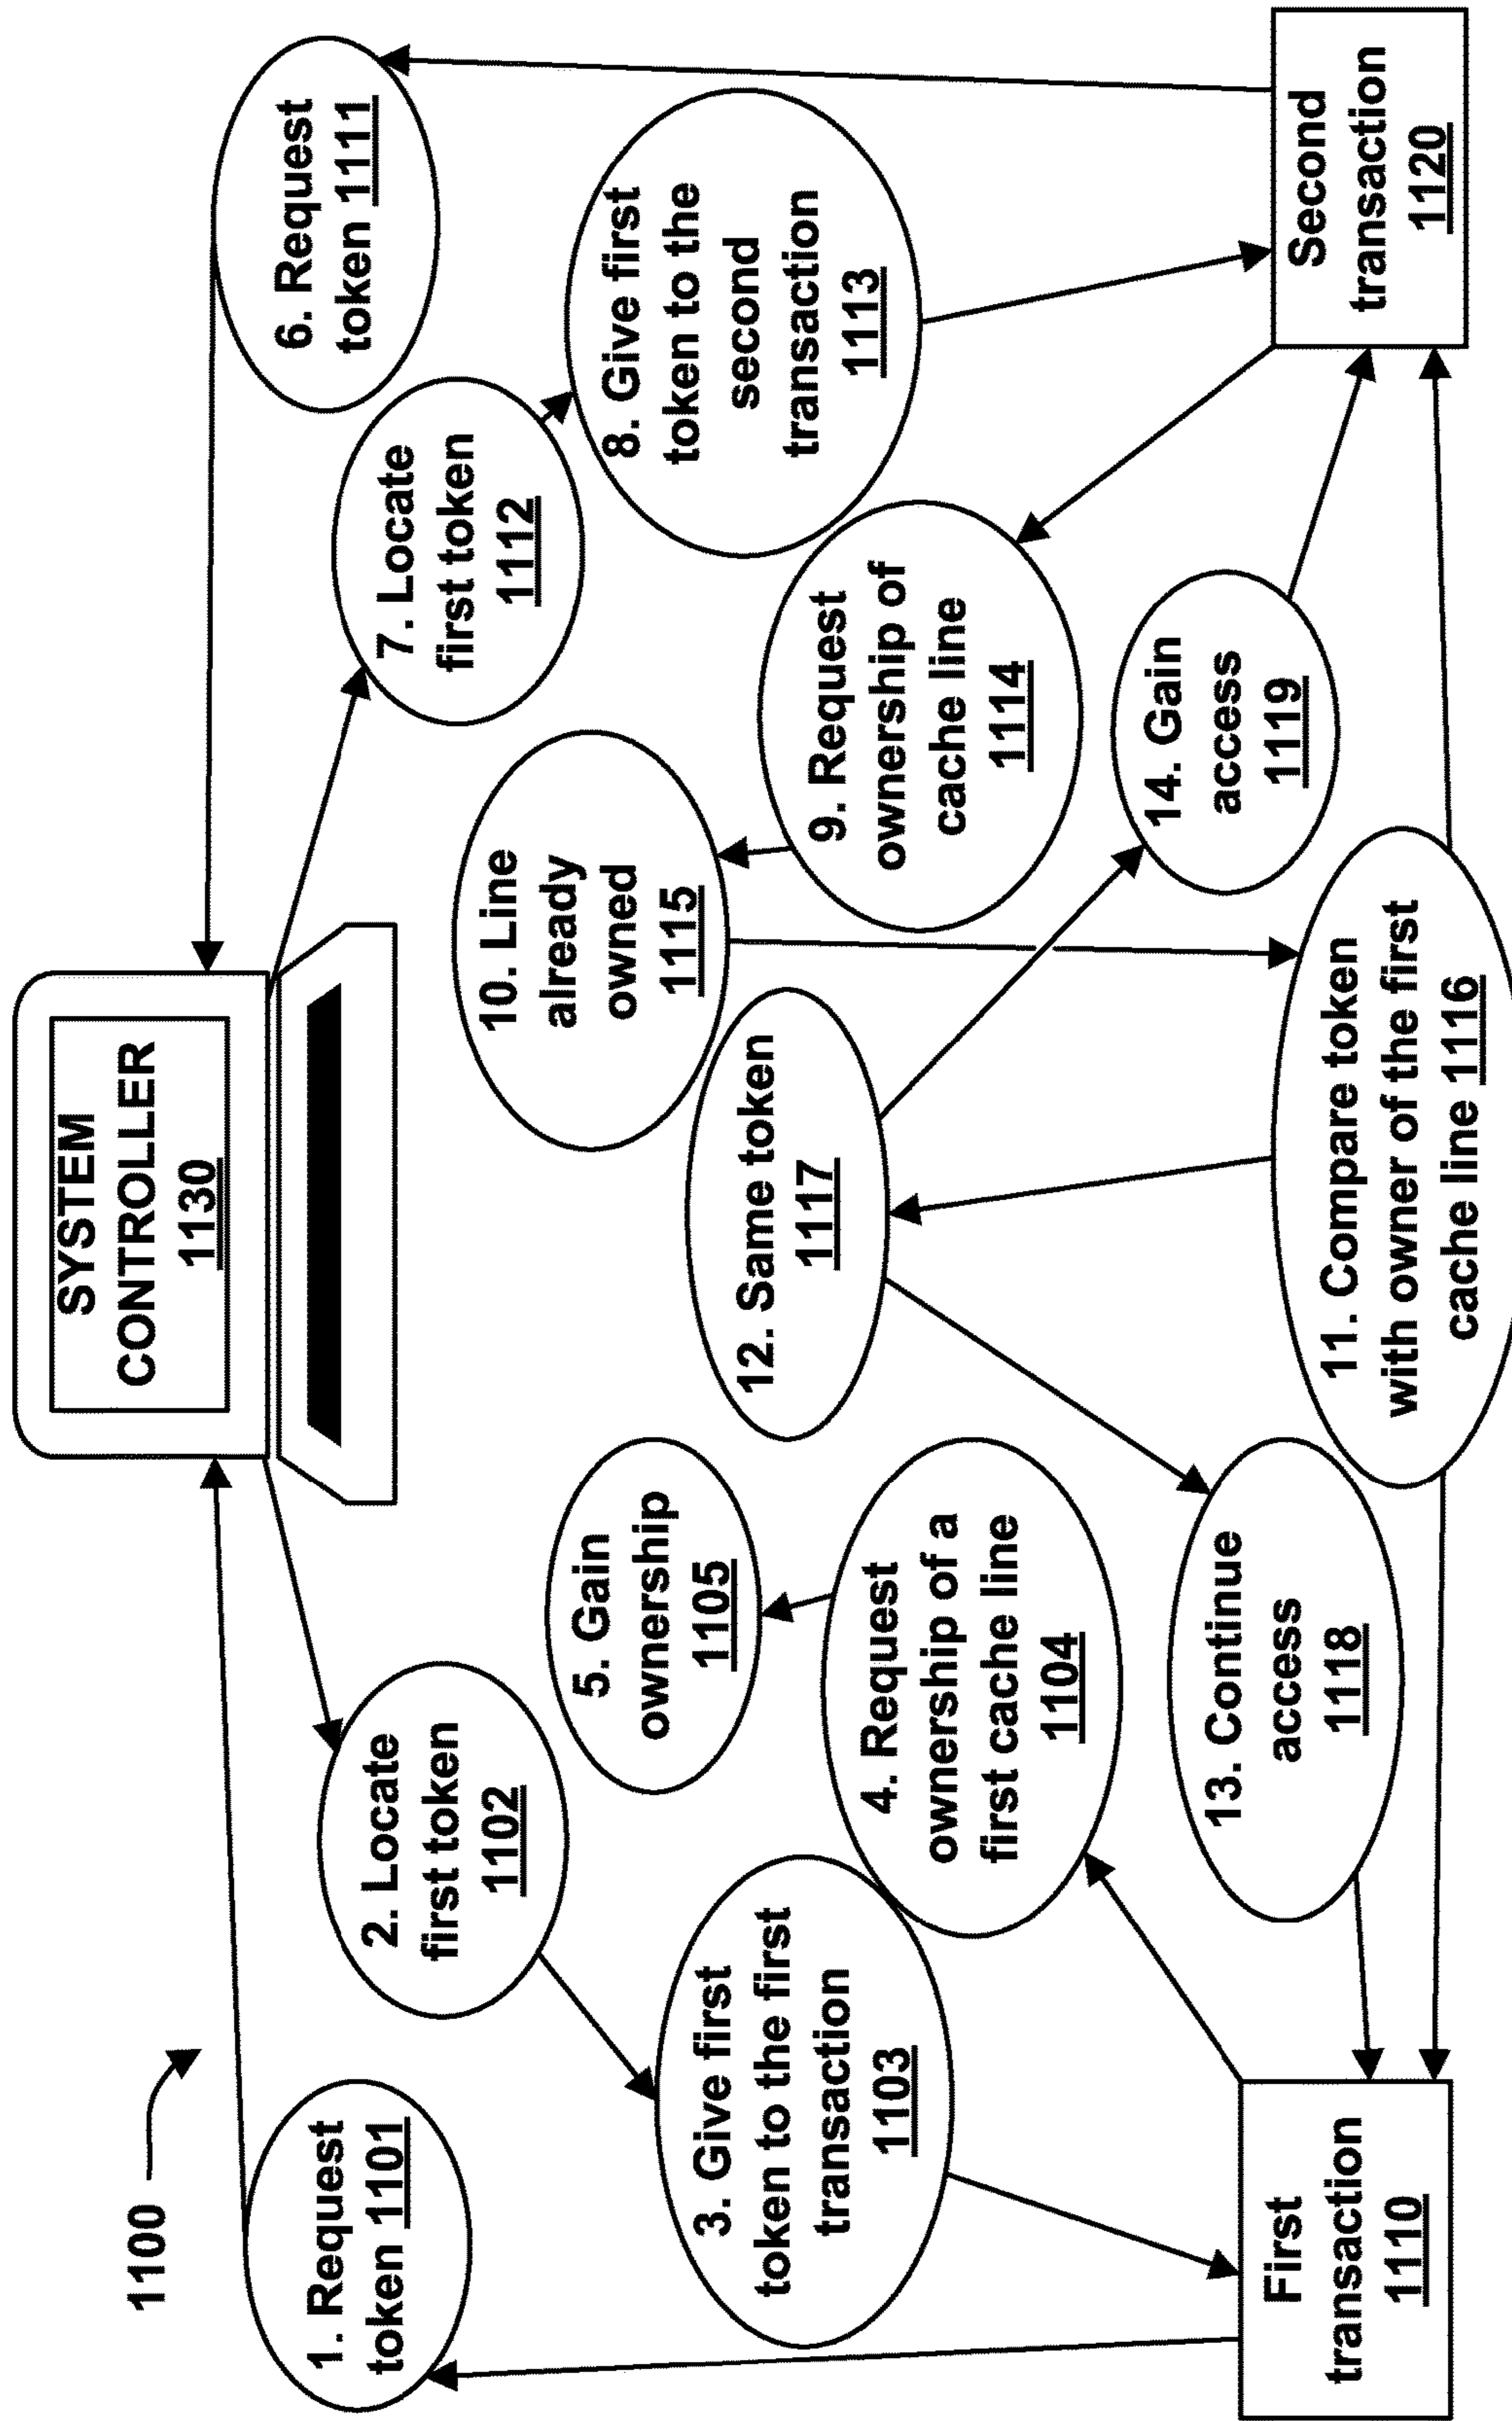 1100
SYSTEM
CONTROLLER
1130
1. Request
token 1101
2. Locate
first token
1102
3. Give first
token to the first
transaction
1103
4. Request
ownership of a
first cache line
1104
5. Gain
ownership
1105
6. Request
token 1111
7. Locate
first token
1112
8. Give first
token to the
second
transaction
1113
9. Request
ownership of
cache line
1114
10. Line
already
owned
1115
11. Compare token
with owner of the first
cache line 1116
12. Same token
1117
13. Continue
access
1118
14. Gain
access
1119
First
transaction
1110
Second
transaction
1120